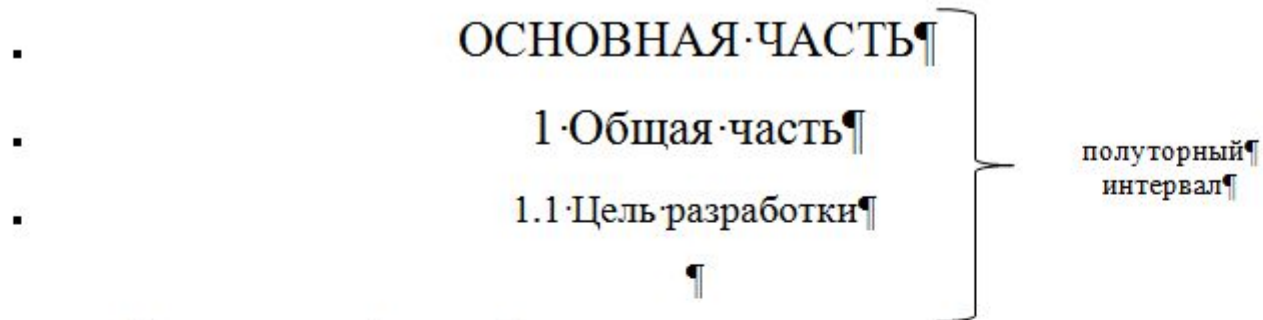 ОСНОВНАЯ·ЧАСТЬ¶
1·Общая·часть¶
1.1·Цель·разработки¶
¶
полуторный¶
интервал¶